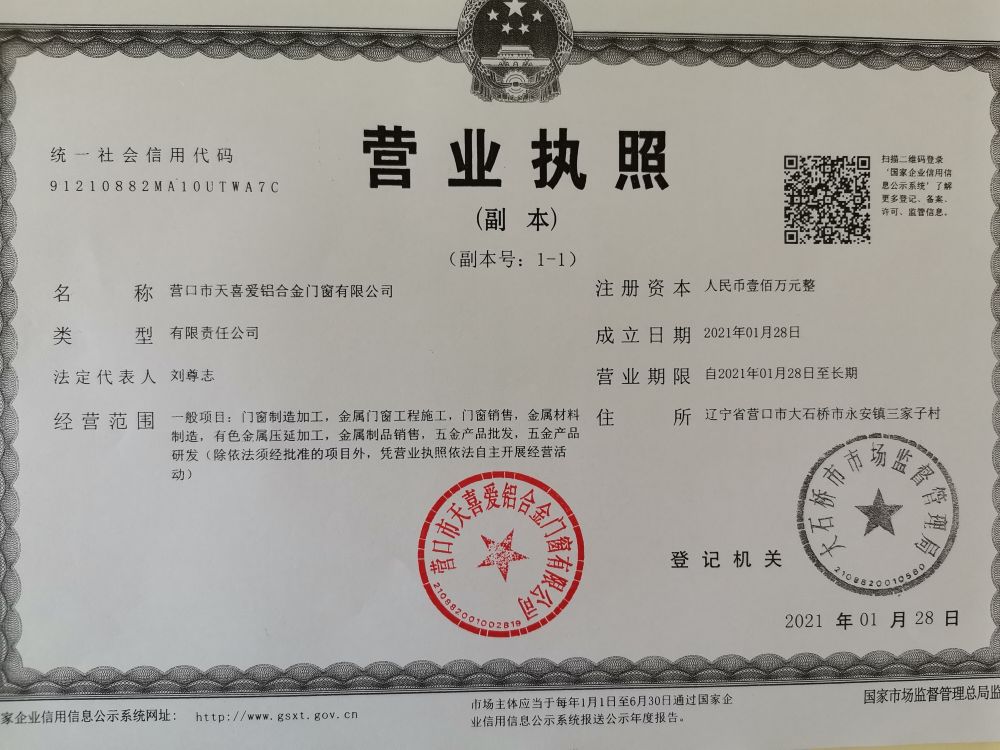 营业执照
(副 本)
（副本号：1-1）
统一社会信用代码
91210882MA10UTWA7C
扫描二维码登录
‘国家企业信用信
息公示系统’了解
更多登记、备案、
许可、监管信息。
名 称 营口市天喜爱铝合金门窗有限公司
类 型 有限责任公司
法定代表人 刘尊志
经营范围 一般项目：门窗制造加工，金属门窗工程施工，门窗销售，金属材料
制造，有色金属压延加工，金属制品销售，五金产品批发，五金产品
研发（除依法须经批准的项目外，凭营业执照依法自主开展经营活
动）
注册资本 人民币壹佰万元整
成立日期 2021年01月28日
营业期限 自2021年01月28日至长期
住 所 辽宁省营口市大石桥市永安镇三家子村
营口市天喜爱铝合金门窗有限公司
210882001002819
大石桥市市场监督管理局
2108820010580
登记机关
2021 年 01 月 28 日
家企业信用信息公示系统网址： http://www.gsxt.gov.cn
市场主体应当于每年1月1日至6月30日通过国家企
业信用信息公示系统报送公示年度报告。
国家市场监督管理总局监